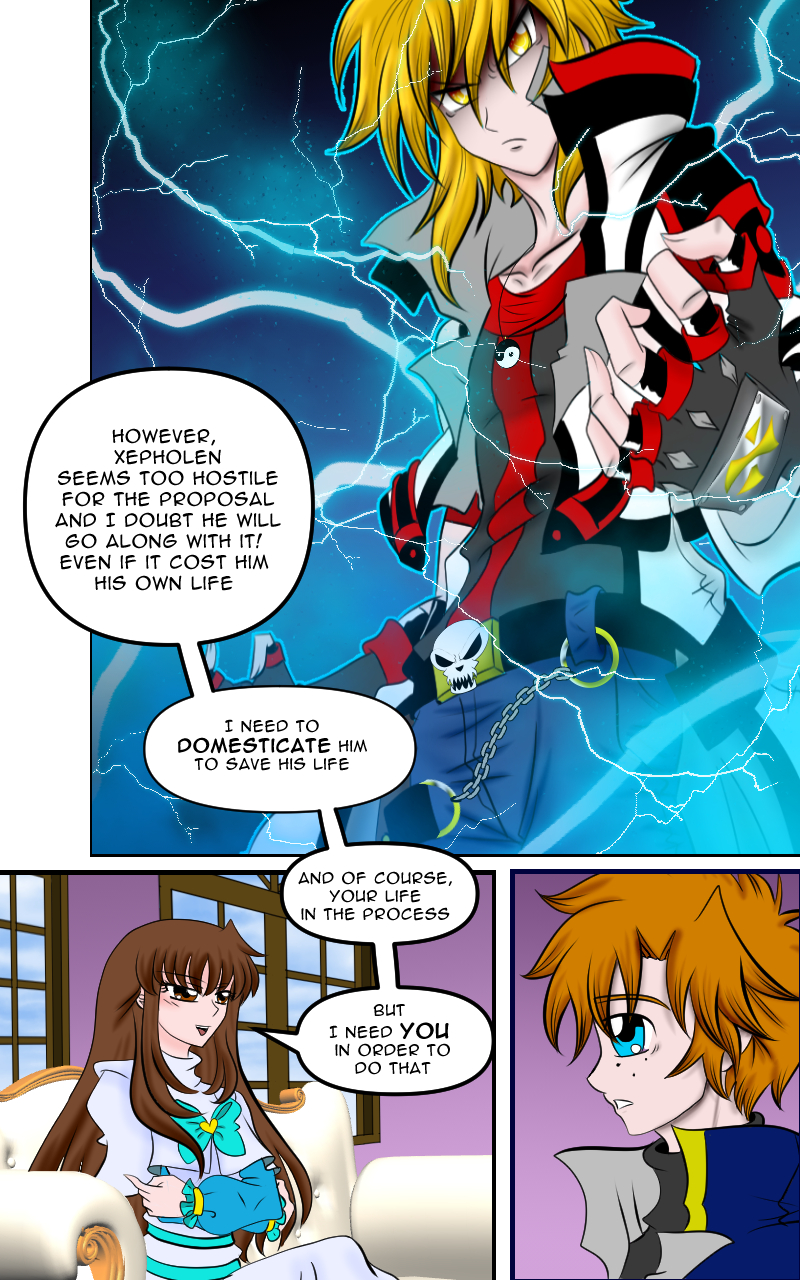 HOWEVER,
XEPHOLEN
SEEMS TOO HOSTILE
FOR THE PROPOSAL
AND I DOUBT HE WILL
GO ALONG WITH IT!
EVEN IF IT COST HIM
HIS OWN LIFE
I NEED TO
DOMESTICATE HIM
TO SAVE HIS LIFE
AND OF COURSE,
YOUR LIFE
IN THE PROCESS
BUT
I NEED YOU
IN ORDER TO
DO THAT